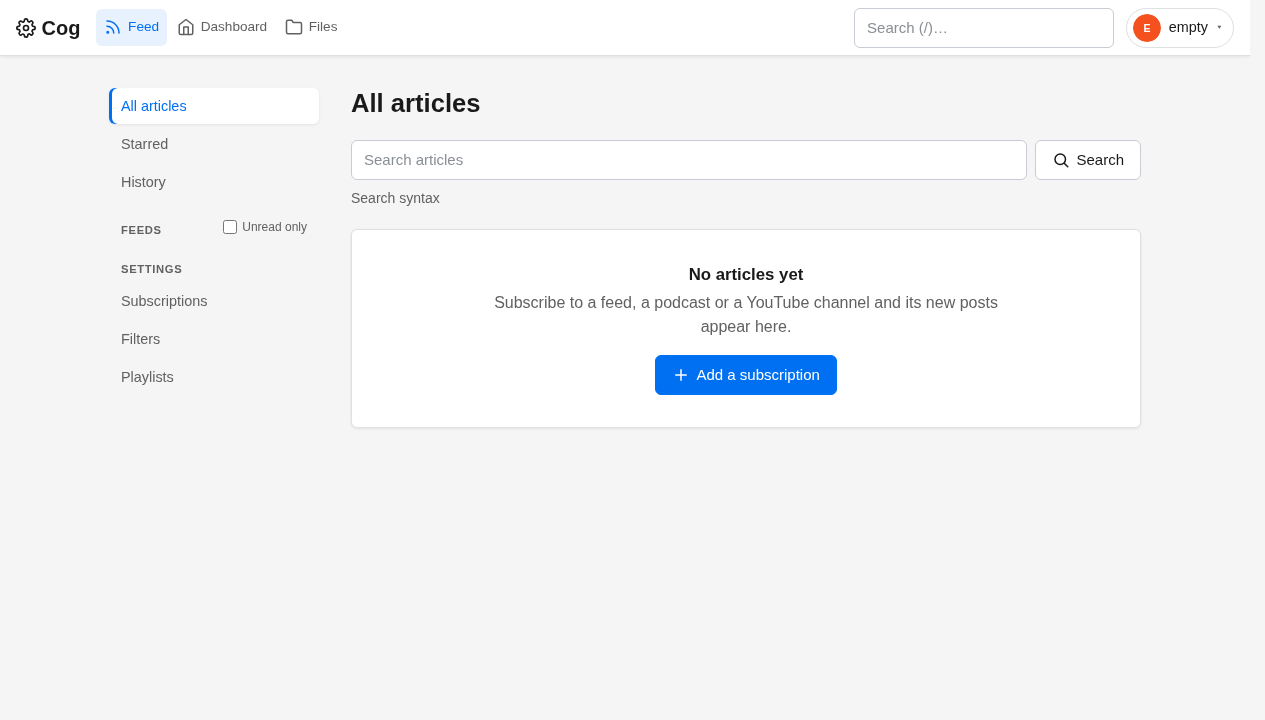 Cog
Feed
Dashboard
Files
Search (/)…
E
empty
All articles
Starred
History
FEEDS
Unread only
SETTINGS
Subscriptions
Filters
Playlists
All articles
Search articles
Search
Search syntax
No articles yet
Subscribe to a feed, a podcast or a YouTube channel and its new posts
appear here.
Add a subscription